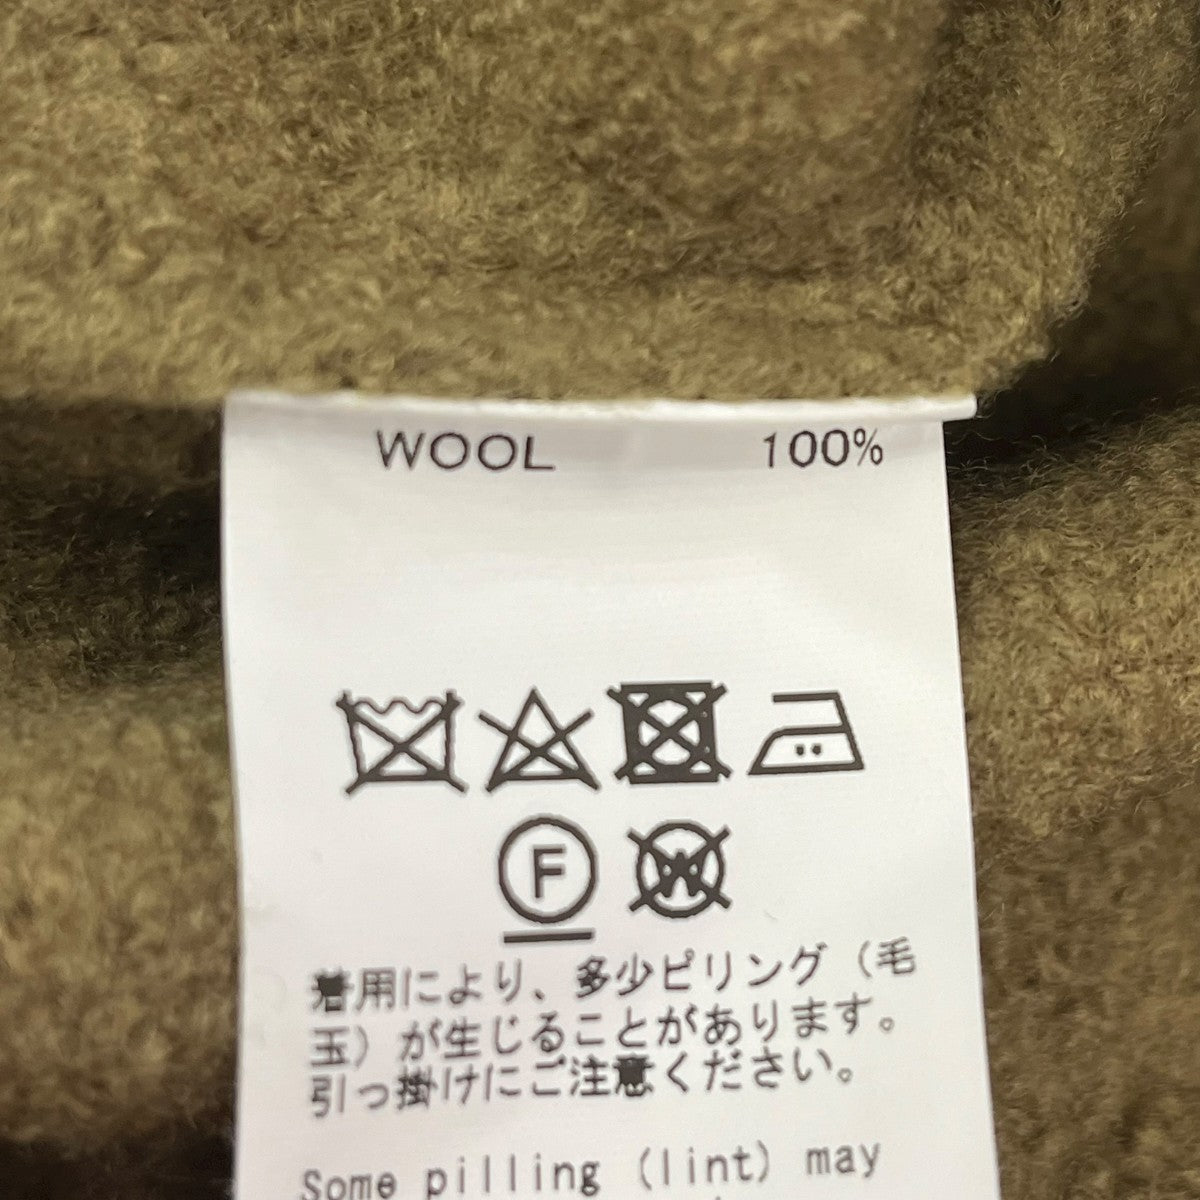 WOOL 100%
F
W
着用により、多少ピリング（毛
玉）が生じることがあります。
引っ掛けにご注意ください。
Some pilling (lint) may